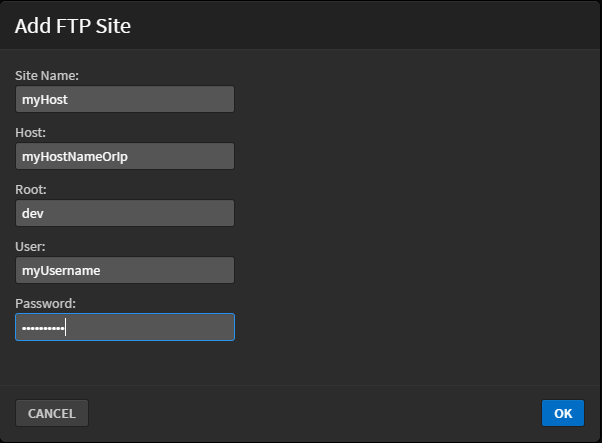 Add FTP Site
Site Name:
myHost
Host:
myHostNameOrIp
Root:
dev
User:
myUsername
Password:
••••••••••
CANCEL
OK